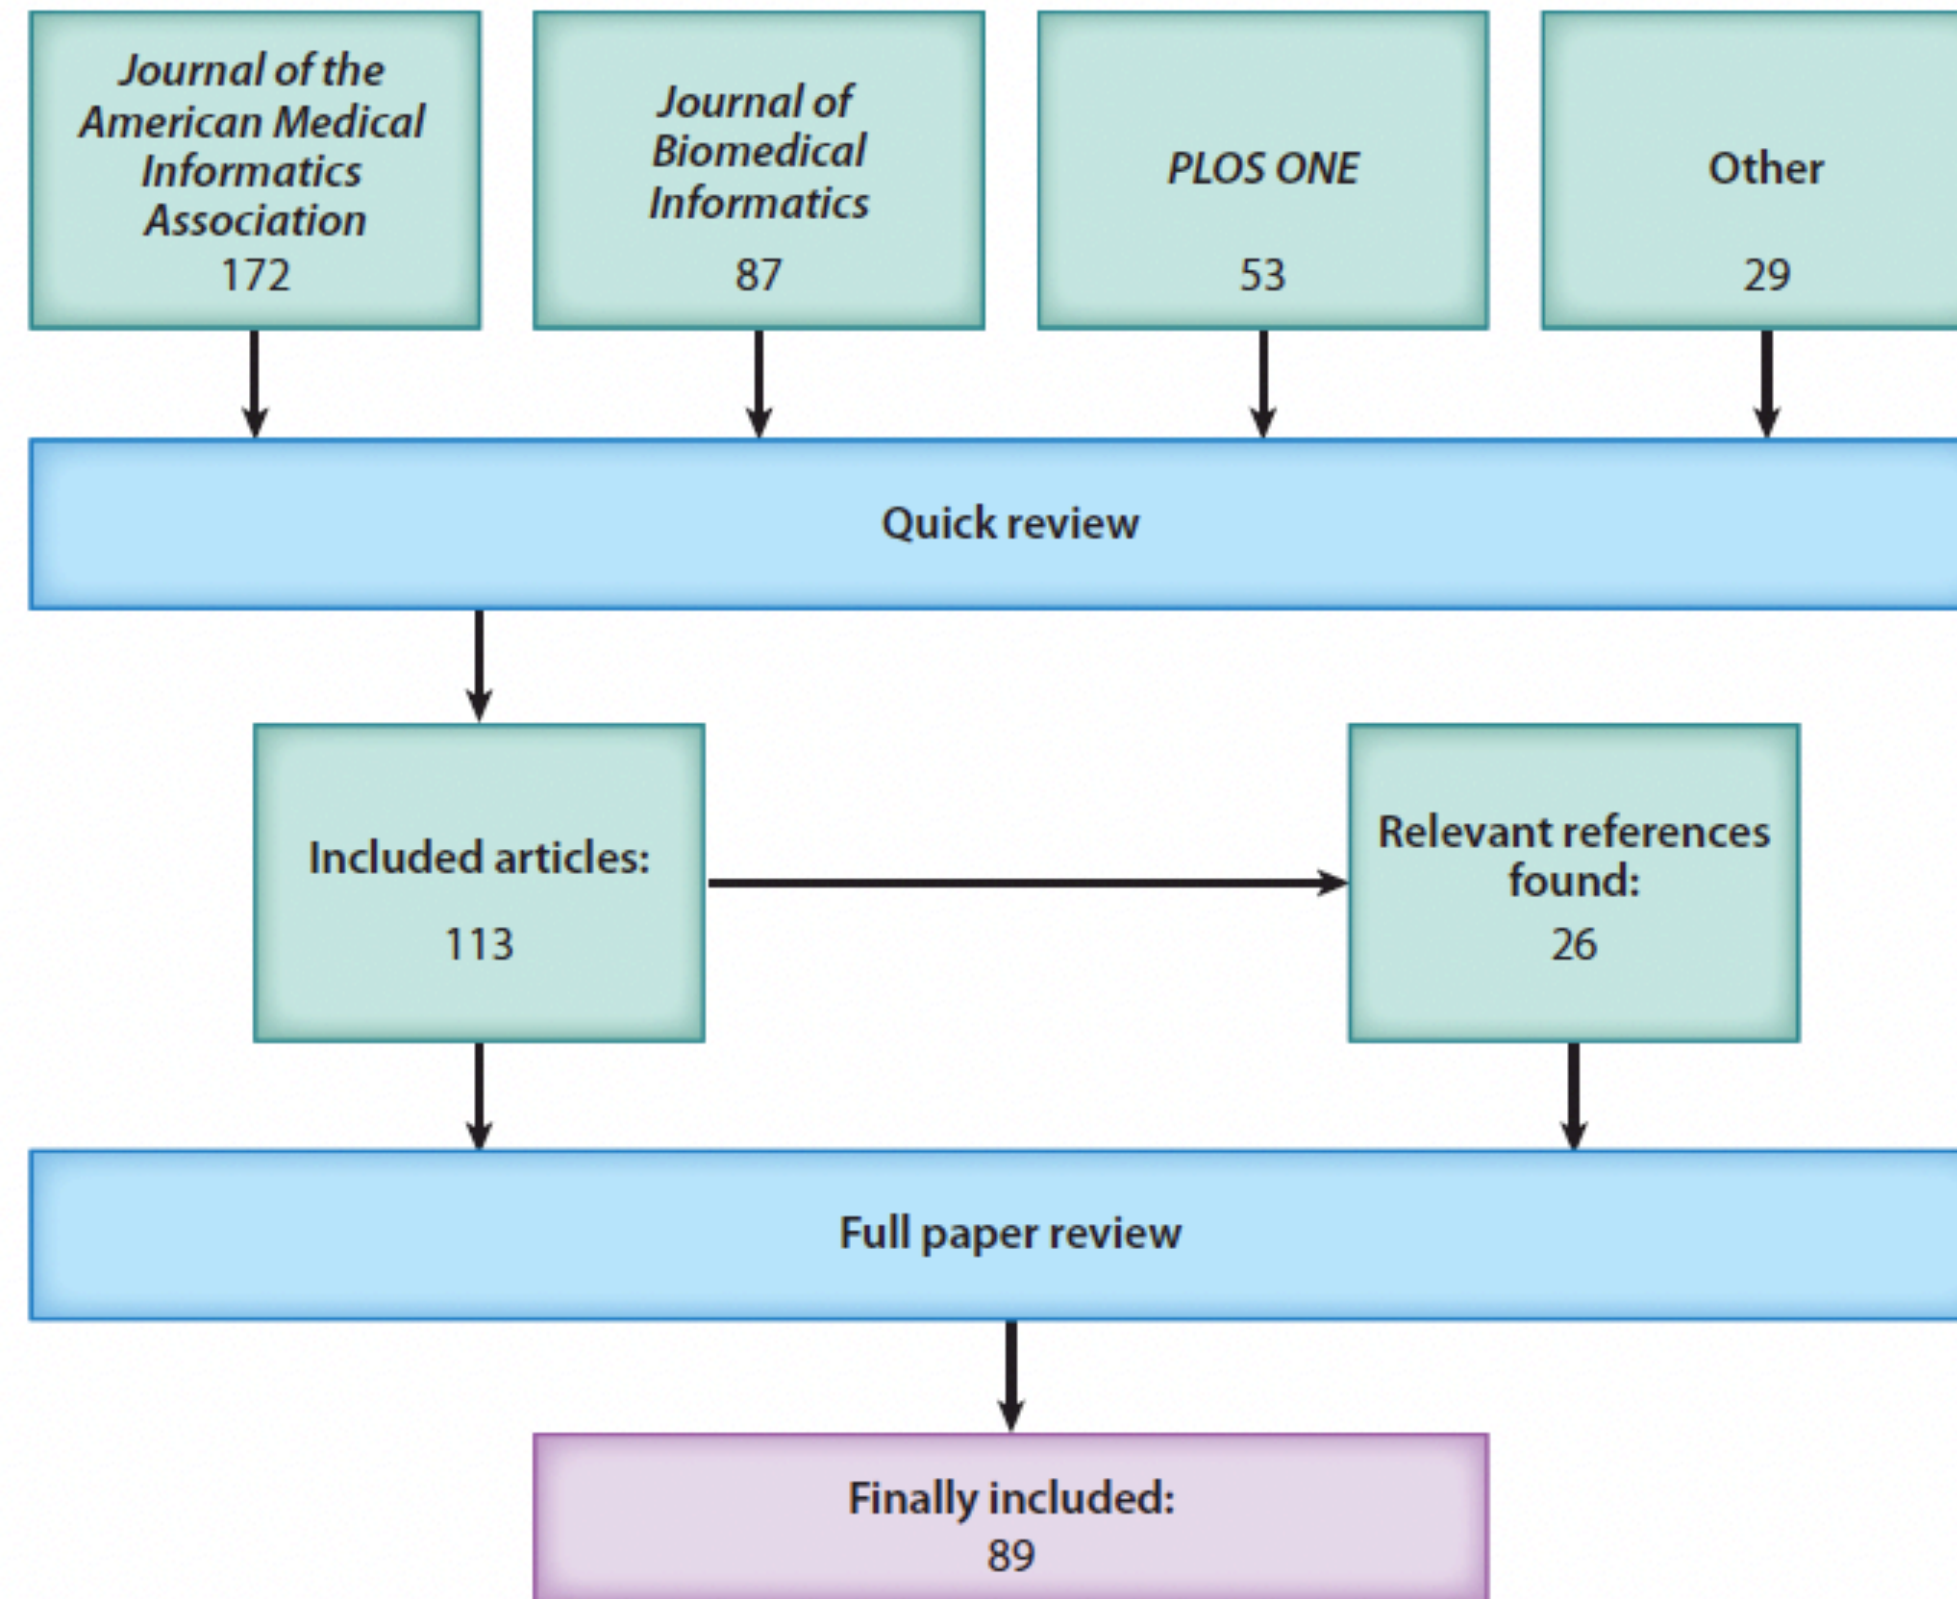 Journal of the
American Medical
Informatics
Association
172
Journal of
Biomedical
Informatics
87
PLOS ONE
53
Other
29
Quick review
Included articles:
113
Relevant references
found:
26
Full paper review
Finally included:
89